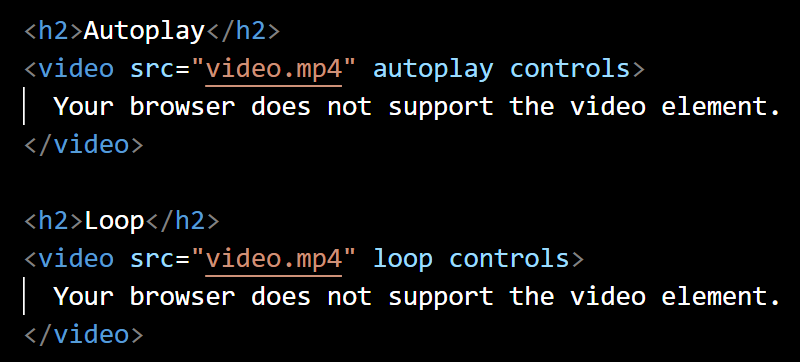 <h2>Autoplay</h2>
<video src="video.mp4" autoplay controls>
  Your browser does not support the video element.
</video>

<h2>Loop</h2>
<video src="video.mp4" loop controls>
  Your browser does not support the video element.
</video>